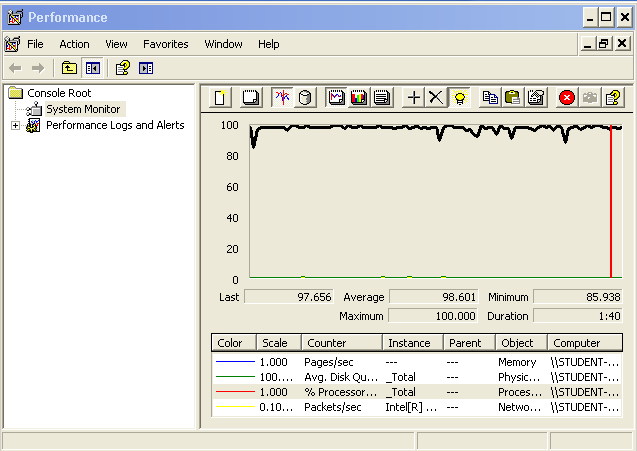 Performance
File Action View Favorites Window Help
Console Root
System Monitor
Performance Logs and Alerts
100
80
60
40
20
0
Last 97.656 Average 98.601 Minimum 85.938
Maximum 100.000 Duration 1:40
Color Scale Counter Instance Parent Object Computer
1.000 Pages/sec --- --- Memory \\STUDENT-...
100.... Avg. Disk Qu... _Total --- Physic... \\STUDENT-...
1.000 % Processor... _Total --- Proces... \\STUDENT-...
0.10... Packets/sec Intel[R] ... --- Netwo... \\STUDENT-...